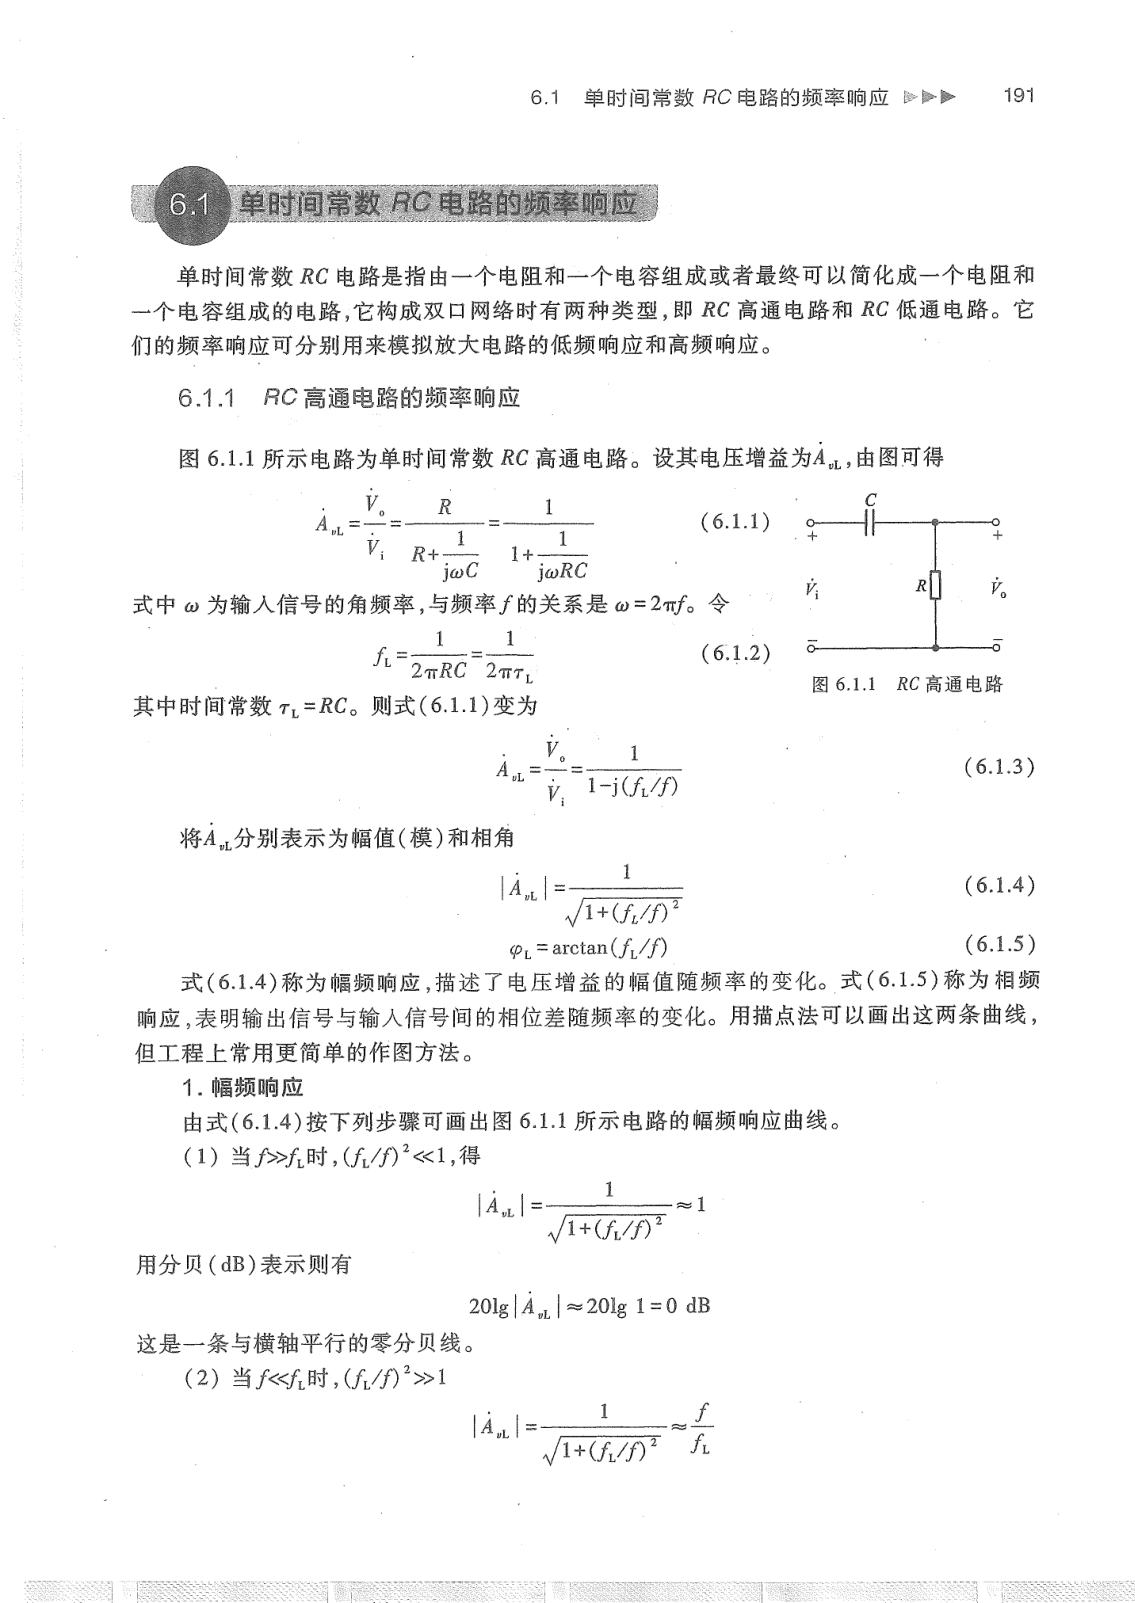 6.1 单时间常数 RC 电路的频率响应 ▶▶▶ 191
6.1 单时间常数 RC 电路的频率响应
单时间常数 RC 电路是指由一个电阻和一个电容组成或者最终可以简化成一个电阻和
一个电容组成的电路,它构成双口网络时有两种类型,即 RC 高通电路和 RC 低通电路。它
们的频率响应可分别用来模拟放大电路的低频响应和高频响应。
6.1.1 RC 高通电路的频率响应
图 6.1.1 所示电路为单时间常数 RC 高通电路。设其电压增益为Ȧ_vL,由图可得
Ȧ_vL = V̇_o/V̇_i = R/(R+1/(jωC)) = 1/(1+1/(jωRC)) (6.1.1)
式中 ω 为输入信号的角频率,与频率 f 的关系是 ω=2πf。令
f_L = 1/(2πRC) = 1/(2πτ_L) (6.1.2)
其中时间常数 τ_L=RC。则式(6.1.1)变为
C
+ +
V̇_i R V̇_o
- -
图 6.1.1 RC 高通电路
Ȧ_vL = V̇_o/V̇_i = 1/(1-j(f_L/f)) (6.1.3)
将Ȧ_vL分别表示为幅值(模)和相角
|Ȧ_vL| = 1/√(1+(f_L/f)²) (6.1.4)
φ_L = arctan(f_L/f) (6.1.5)
式(6.1.4)称为幅频响应,描述了电压增益的幅值随频率的变化。式(6.1.5)称为相频
响应,表明输出信号与输入信号间的相位差随频率的变化。用描点法可以画出这两条曲线,
但工程上常用更简单的作图方法。
1. 幅频响应
由式(6.1.4)按下列步骤可画出图 6.1.1 所示电路的幅频响应曲线。
(1) 当 f≫f_L时,(f_L/f)²≪1,得
|Ȧ_vL| = 1/√(1+(f_L/f)²) ≈ 1
用分贝(dB)表示则有
20lg|Ȧ_vL| ≈ 20lg 1 = 0 dB
这是一条与横轴平行的零分贝线。
(2) 当 f≪f_L时,(f_L/f)²≫1
|Ȧ_vL| = 1/√(1+(f_L/f)²) ≈ f/f_L